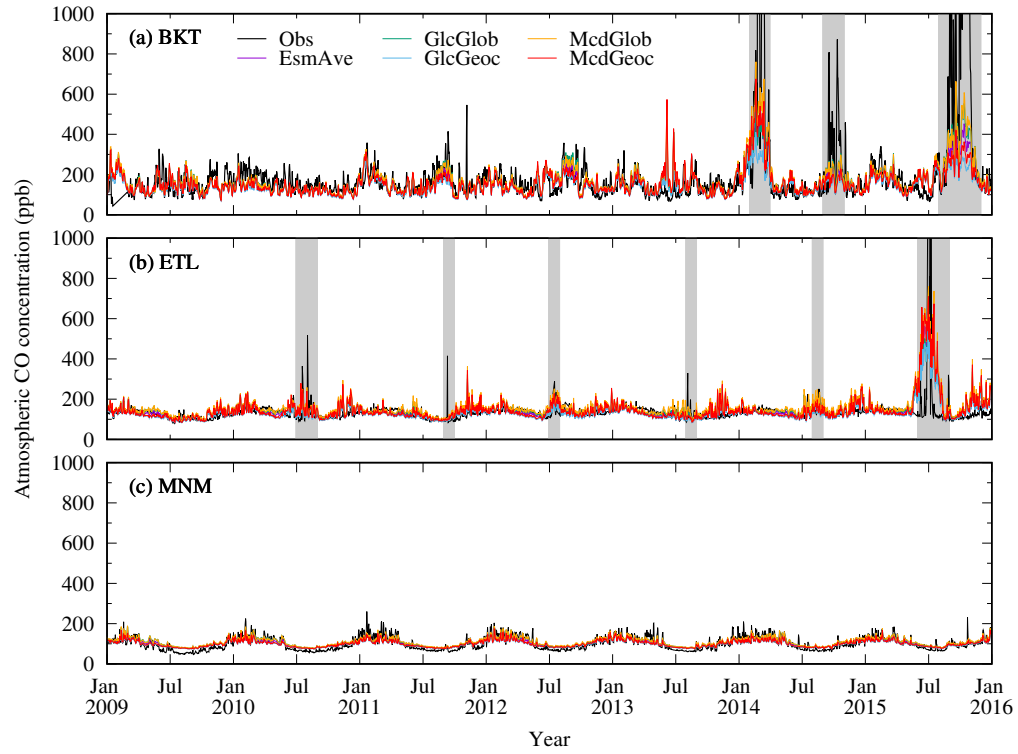 Atmospheric CO concentration (ppb)
(a) BKT
Obs GlcGlob McdGlob
EsmAve GlcGeoc McdGeoc
1000
800
600
400
200
0
(b) ETL
1000
800
600
400
200
0
(c) MNM
1000
800
600
400
200
0
Jan Jul Jan Jul Jan Jul Jan Jul Jan Jul Jan Jul Jan Jul Jan
2009 2010 2011 2012 2013 2014 2015 2016
Year